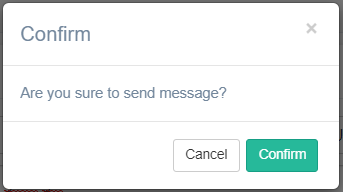 Confirm ×
Are you sure to send message?
Cancel Confirm